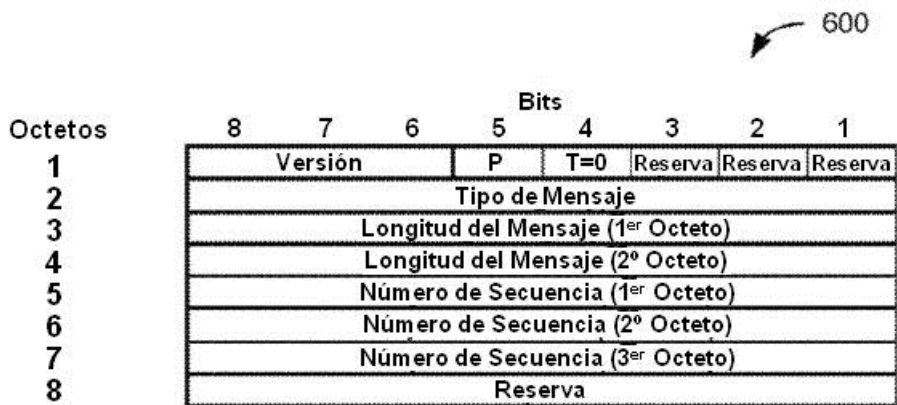 600
Bits
Octetos 8 7 6 5 4 3 2 1
1 Versión P T=0 Reserva Reserva Reserva
2 Tipo de Mensaje
3 Longitud del Mensaje (1er Octeto)
4 Longitud del Mensaje (2º Octeto)
5 Número de Secuencia (1er Octeto)
6 Número de Secuencia (2º Octeto)
7 Número de Secuencia (3er Octeto)
8 Reserva